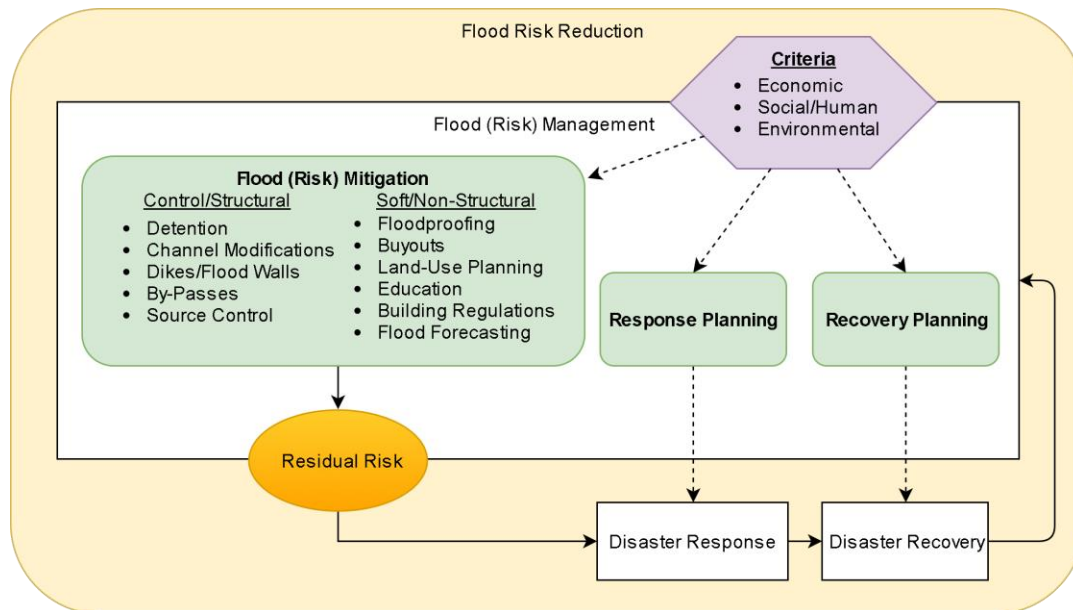 Flood Risk Reduction
Criteria
• Economic
• Social/Human
• Environmental
Flood (Risk) Management
Flood (Risk) Mitigation
Control/Structural
• Detention
• Channel Modifications
• Dikes/Flood Walls
• By-Passes
• Source Control
Soft/Non-Structural
• Floodproofing
• Buyouts
• Land-Use Planning
• Education
• Building Regulations
• Flood Forecasting
Response Planning
Recovery Planning
Residual Risk
Disaster Response
Disaster Recovery